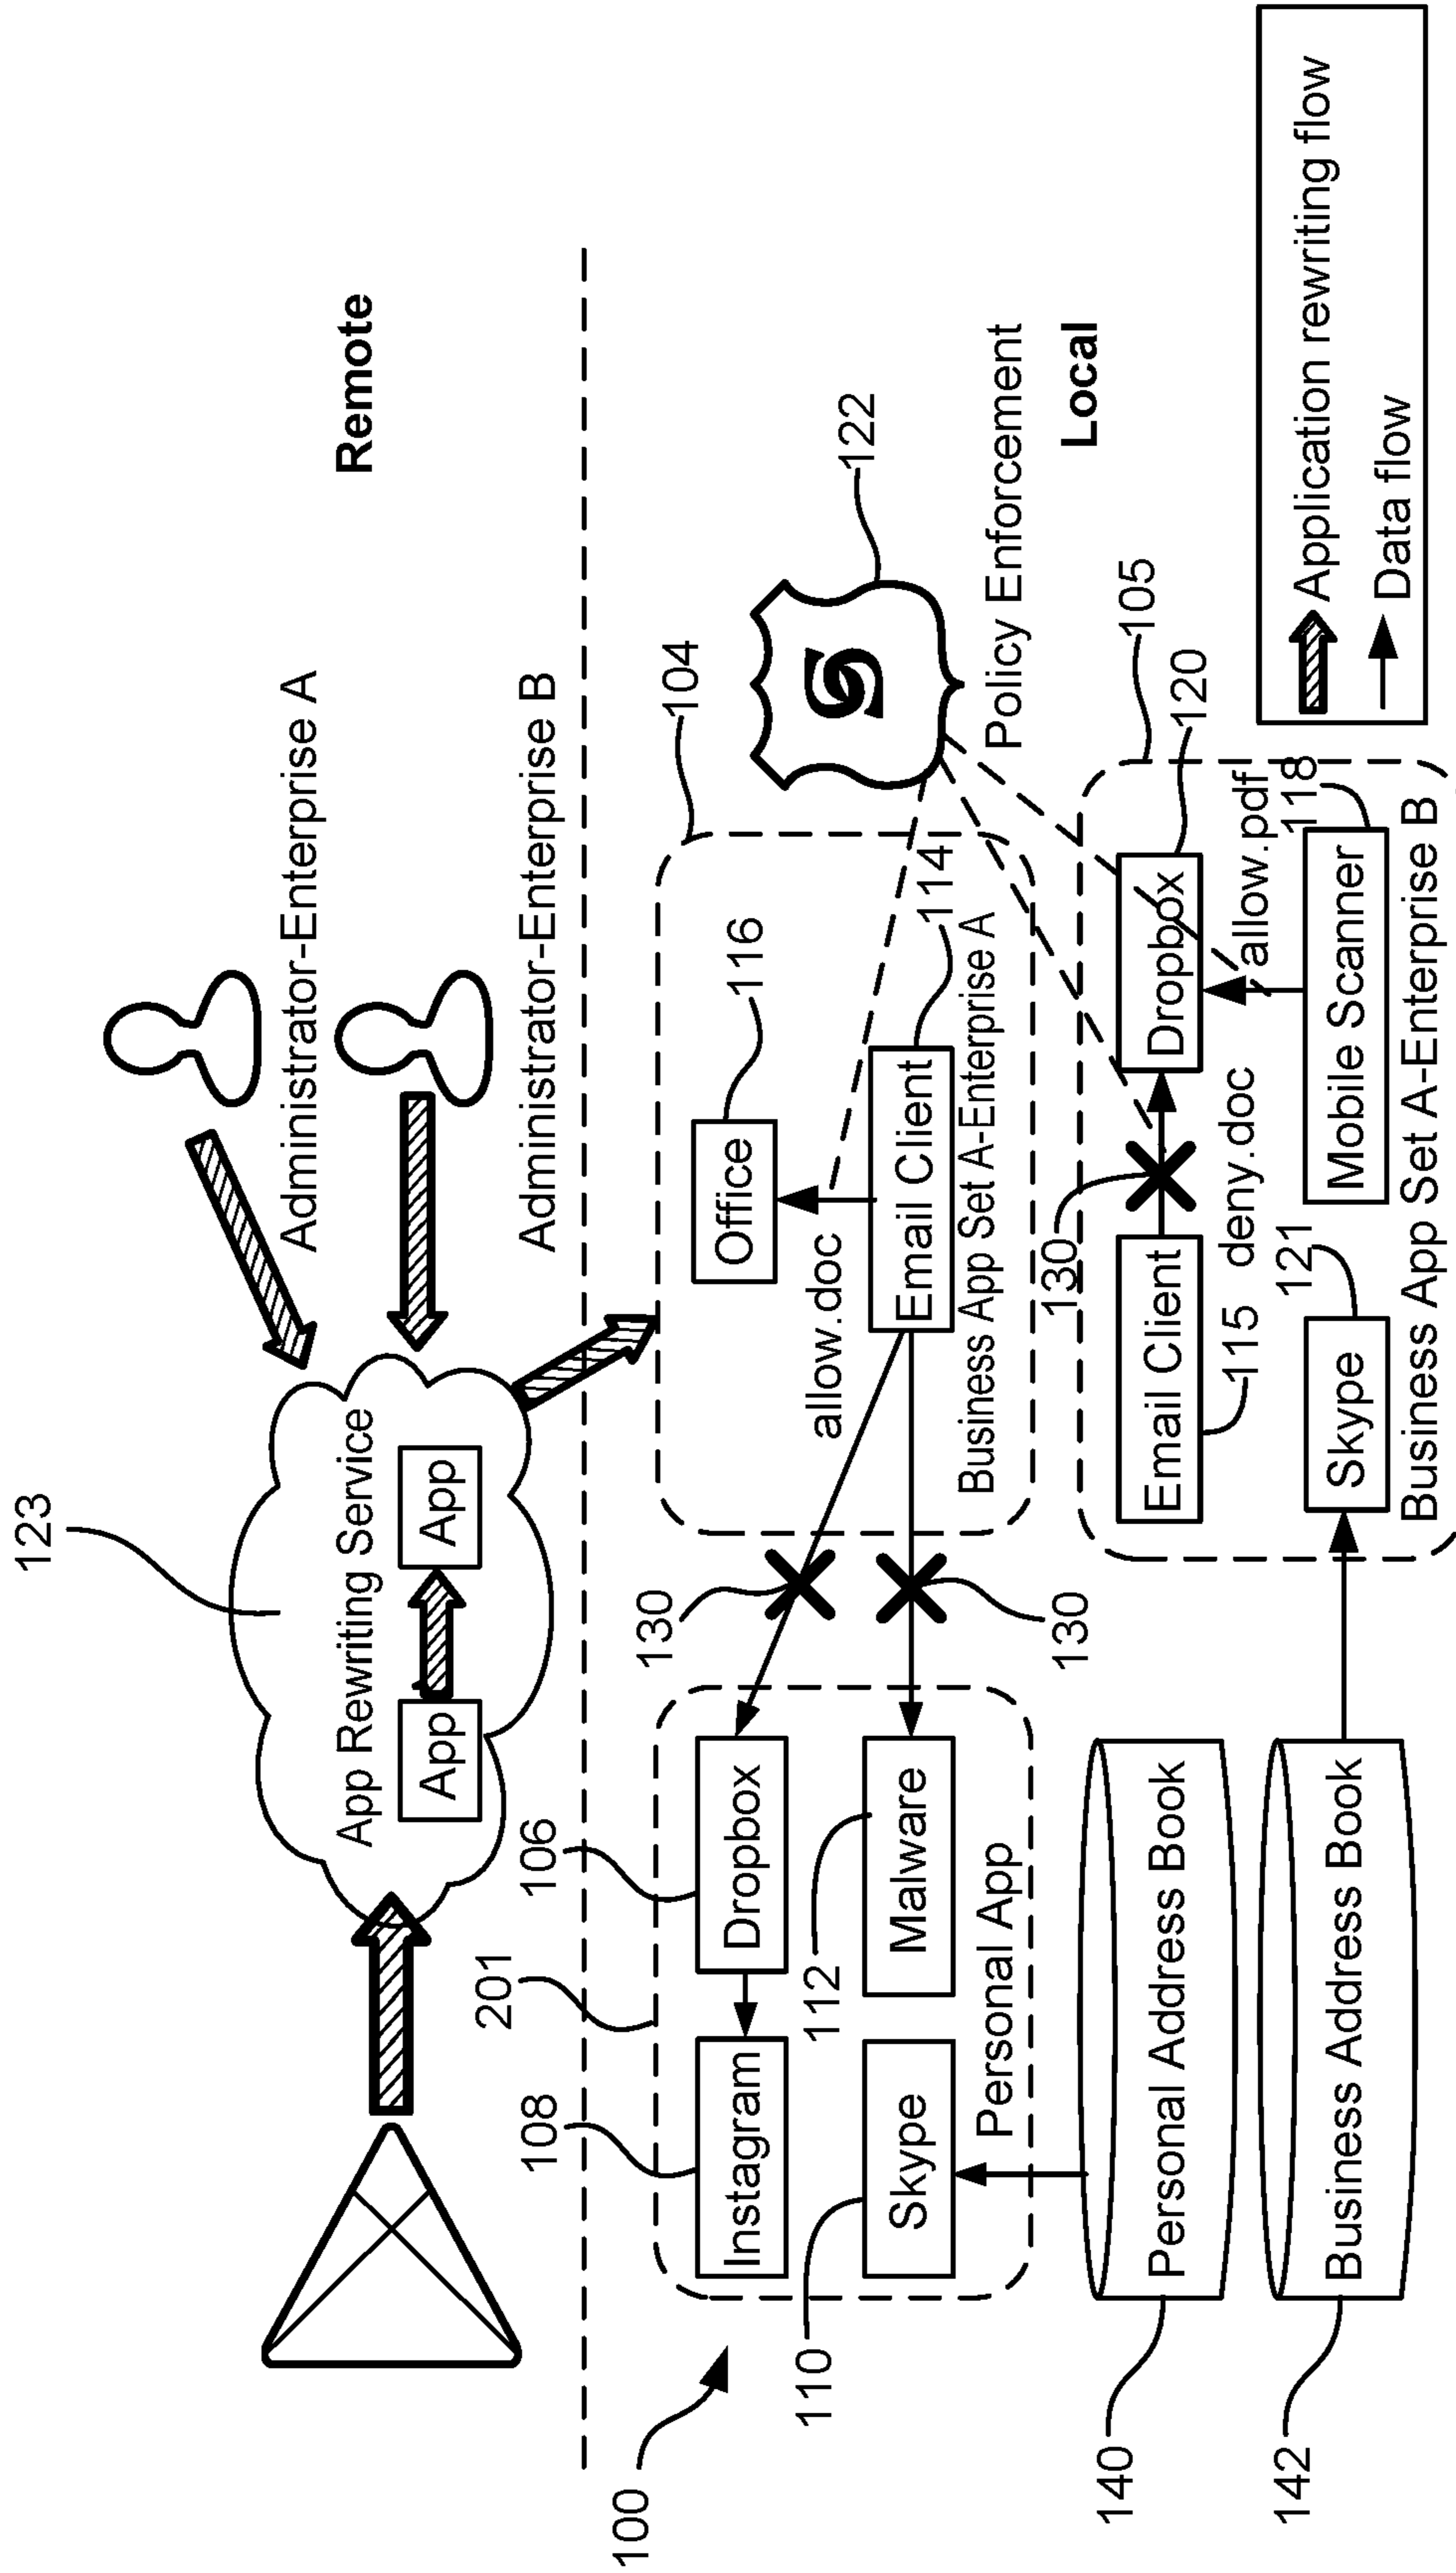 123
App Rewriting Service
App
App
Administrator-Enterprise A
Administrator-Enterprise B
Remote
100
201
108
106
Instagram
Dropbox
110
112
Skype
Malware
Personal App
130
130
104
116
Office
allow.doc
114
Email Client
Business App Set A-Enterprise A
122
Policy Enforcement
Local
140
Personal Address Book
142
Business Address Book
105
130
120
Email Client
Dropbox
115
deny.doc
allow.pdf
121
118
Skype
Mobile Scanner
Business App Set A-Enterprise B
Application rewriting flow
Data flow